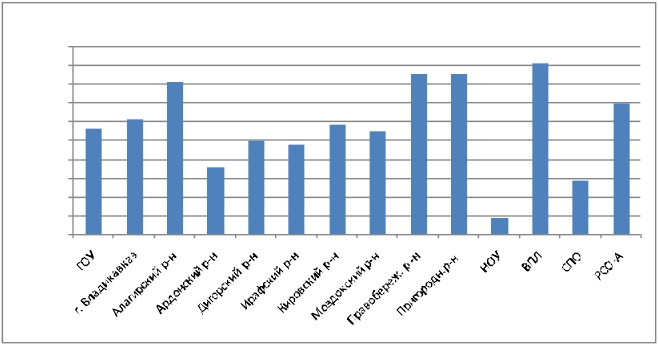 ГОУ
г. Владикавказ
Алагирский р-н
Ардонский р-н
Дигорский р-н
Ирафский р-н
Кировский р-н
Моздокский р-н
Правобереж. р-н
Пригородн.р-н
НОУ
ВПЛ
СПО
РСО-А